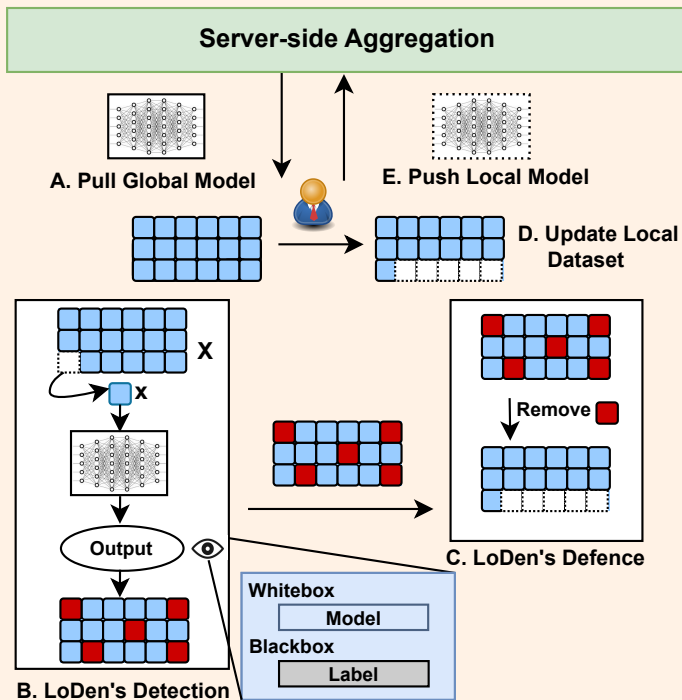 Server-side Aggregation
A. Pull Global Model
E. Push Local Model
D. Update Local
Dataset
X
x
Output
B. LoDen's Detection
Whitebox
Model
Blackbox
Label
Remove
C. LoDen's Defence